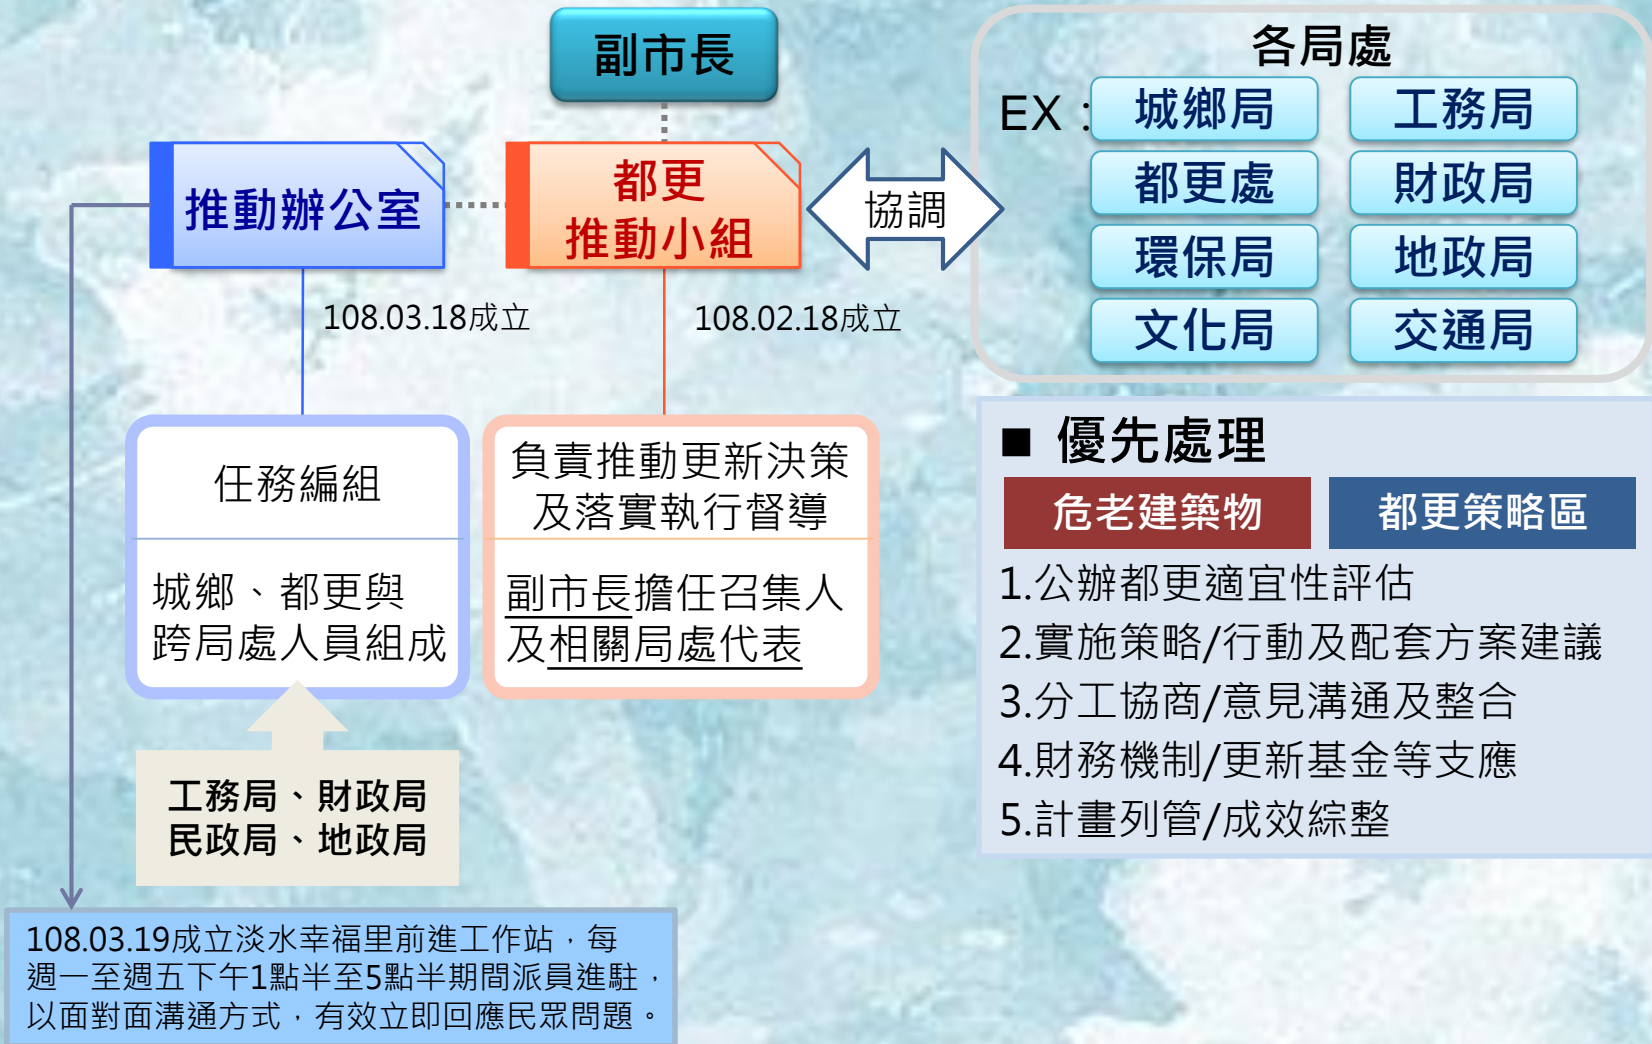 副市長
推動辦公室
都更
推動小組
協調
108.03.18成立
108.02.18成立
各局處
EX：
城鄉局
工務局
都更處
財政局
環保局
地政局
文化局
交通局
任務編組
城鄉、都更與
跨局處人員組成
負責推動更新決策
及落實執行督導
副市長擔任召集人
及相關局處代表
工務局、財政局
民政局、地政局
■ 優先處理
危老建築物
都更策略區
1.公辦都更適宜性評估
2.實施策略/行動及配套方案建議
3.分工協商/意見溝通及整合
4.財務機制/更新基金等支應
5.計畫列管/成效綜整
108.03.19成立淡水幸福里前進工作站，每
週一至週五下午1點半至5點半期間派員進駐，
以面對面溝通方式，有效立即回應民眾問題。